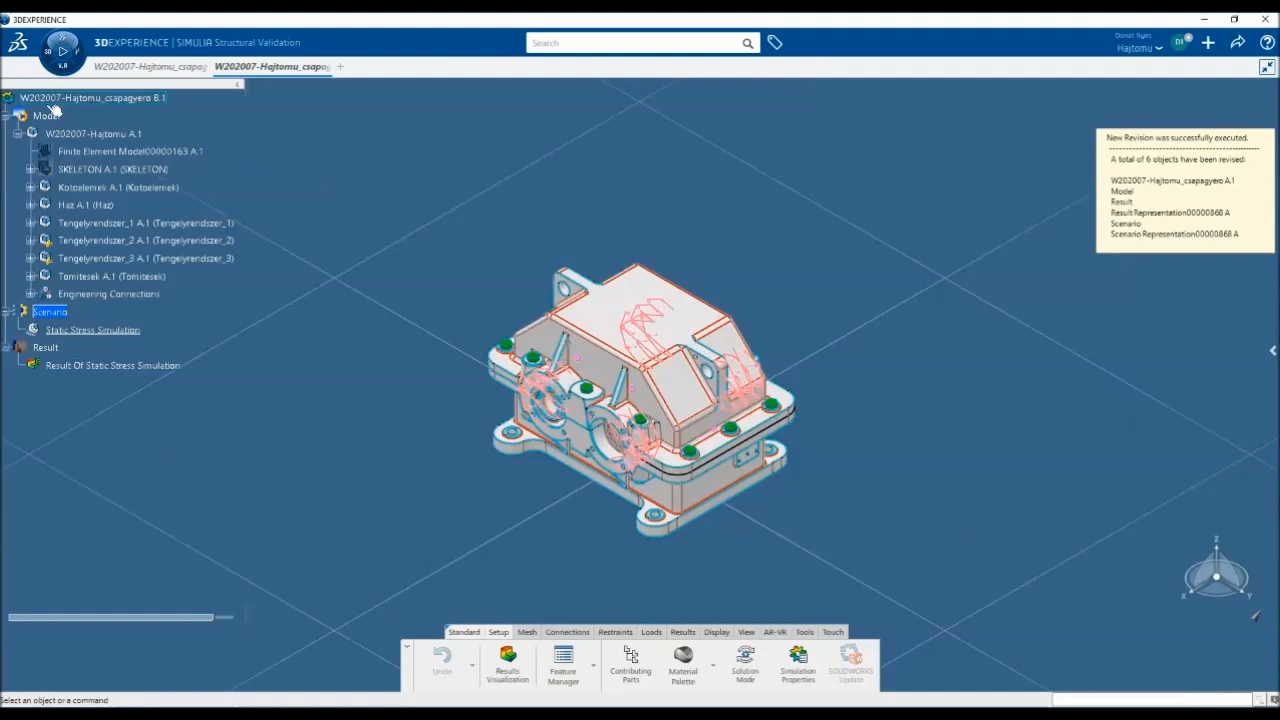 3DEXPERIENCE
3DEXPERIENCE | SIMULIA Structural Validation
Search
Donat Ilyes
Hajtomu
DI
3D
V.R
W202007-Hajtomu_csapag
W202007-Hajtomu_csapag
W202007-Hajtomu_csapagyero B.1
Model
W202007-Hajtomu A.1
Finite Element Model00000163 A.1
SKELETON A.1 (SKELETON)
Kotoelemek A.1 (Kotoelemek)
Haz A.1 (Haz)
Tengelyrendszer_1 A.1 (Tengelyrendszer_1)
Tengelyrendszer_2 A.1 (Tengelyrendszer_2)
Tengelyrendszer_3 A.1 (Tengelyrendszer_3)
Tomitesek A.1 (Tomitesek)
Engineering Connections
Scenario
Static Stress Simulation
Result
Result Of Static Stress Simulation
New Revision was successfully executed.
A total of 6 objects have been revised:
W202007-Hajtomu_csapagyero A.1
Model
Result
Result Representation00000868 A
Scenario
Scenario Representation00000868 A
z
x
y
Standard Setup Mesh Connections Restraints Loads Results Display View AR-VR Tools Touch
Undo
Results Visualization
Feature Manager
Contributing Parts
Material Palette
Solution Mode
Simulation Properties
SOLIDWORKS Update
Select an object or a command